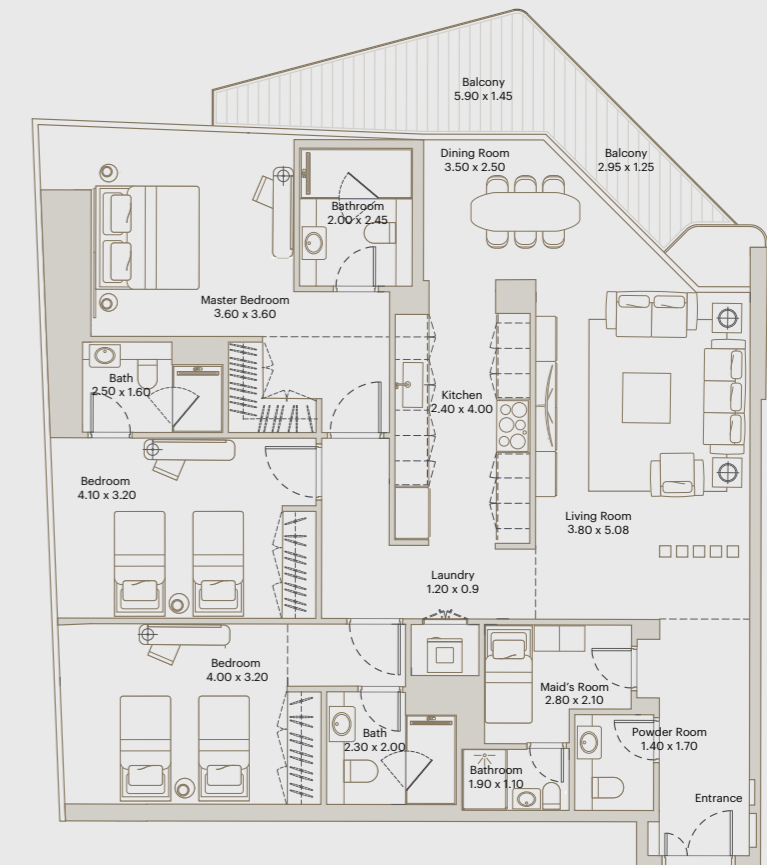 Balcony
5.90 x 1.45
Dining Room
3.50 x 2.50
Balcony
2.95 x 1.25
Bathroom
2.00 x 2.45
Master Bedroom
3.60 x 3.60
Bath
2.50 x 1.60
Kitchen
2.40 x 4.00
Bedroom
4.10 x 3.20
Living Room
3.80 x 5.08
Laundry
1.20 x 0.9
Bedroom
4.00 x 3.20
Maid's Room
2.80 x 2.10
Bath
2.30 x 2.00
Powder Room
1.40 x 1.70
Bathroom
1.90 x 1.10
Entrance